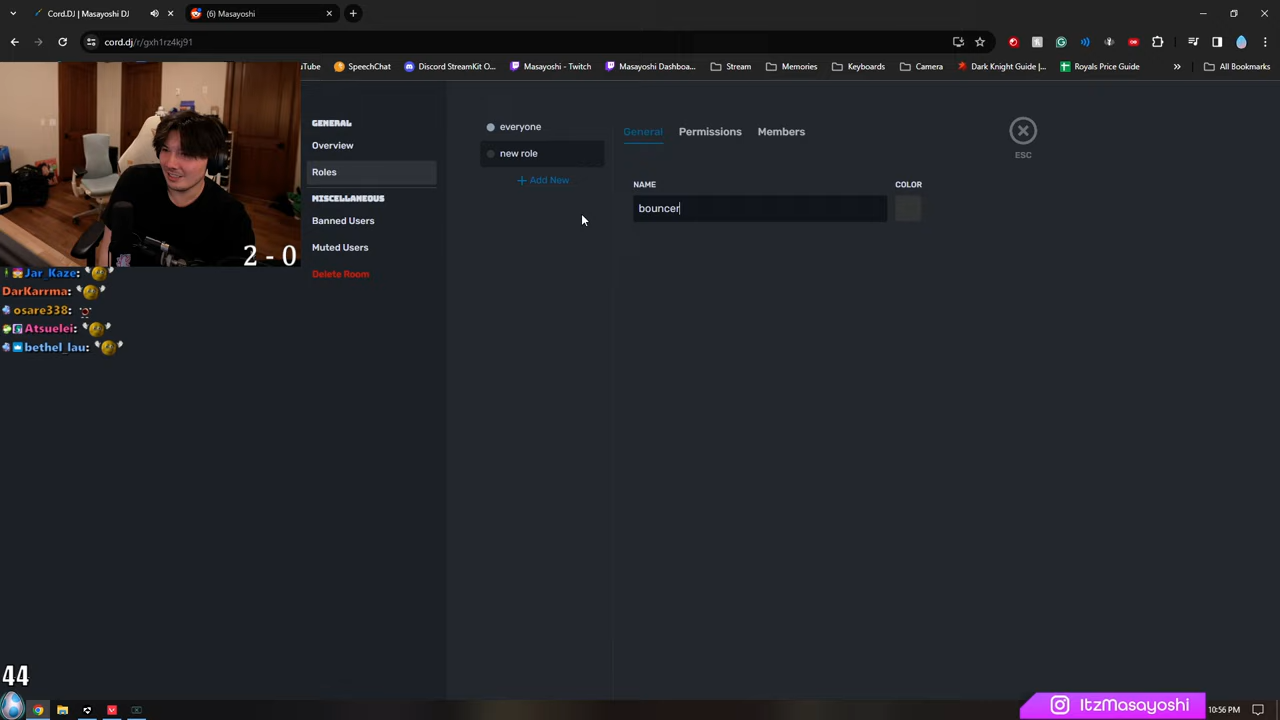 Cord.DJ | Masayoshi DJ
(6) Masayoshi
cord.dj/r/gxh1rz4kj91
uTube
SpeechChat
Discord StreamKit O...
Masayoshi - Twitch
Masayoshi Dashboa...
Stream
Memories
Keyboards
Camera
Dark Knight Guide |...
Royals Price Guide
»
All Bookmarks
GENERAL
Overview
Roles
MISCELLANEOUS
Banned Users
Muted Users
Delete Room
everyone
new role
+ Add New
General
Permissions
Members
ESC
NAME
COLOR
bouncer
2 - 0
Jar_Kaze:
DarKarrma:
osare338:
Atsuelei:
bethel_lau:
44
ItzMasayoshi
10:56 PM